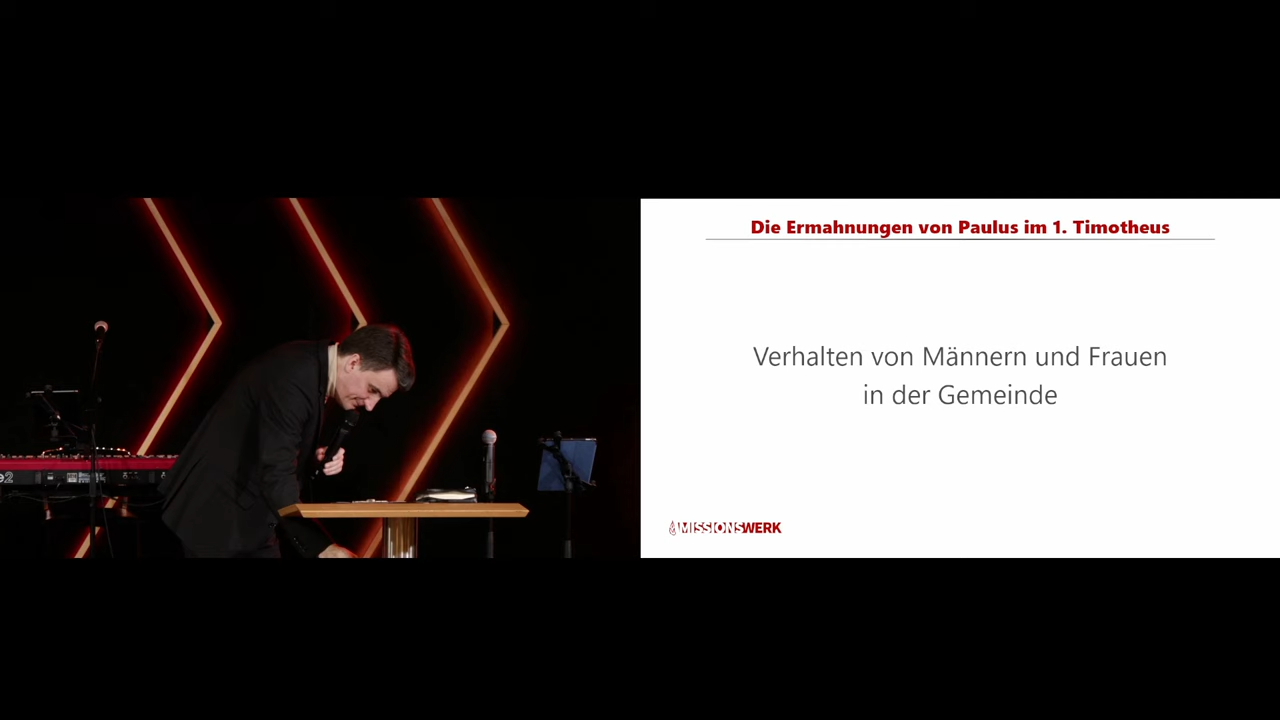 Die Ermahnungen von Paulus im 1. Timotheus
Verhalten von Männern und Frauen
in der Gemeinde
MISSIONSWERK